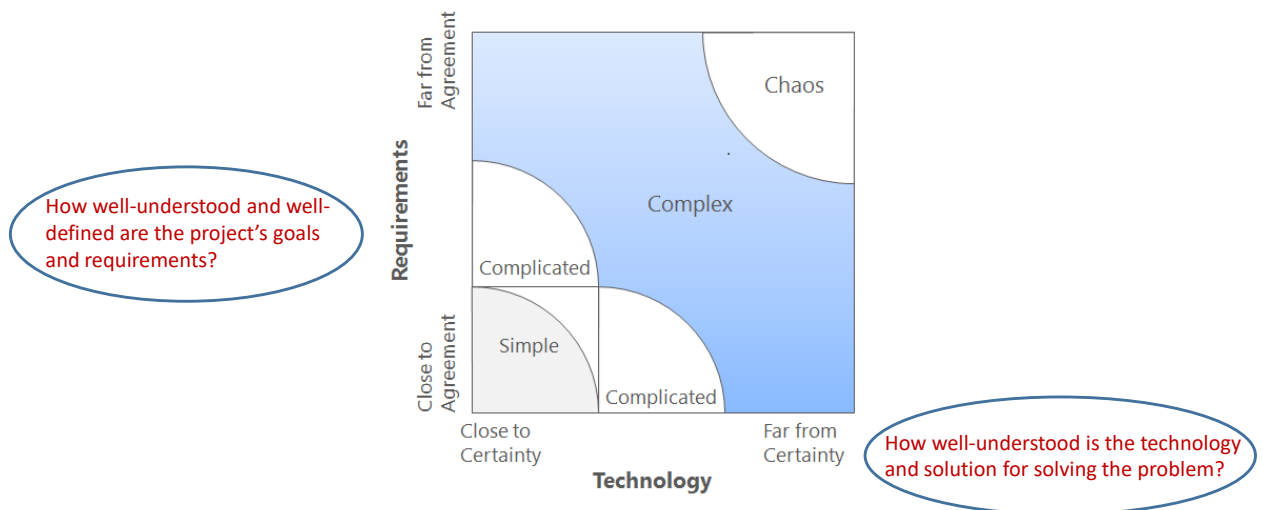 Far from
Agreement
Chaos
Requirements
How well-understood and well-
defined are the project's goals
and requirements?
Complex
Complicated
Simple
Close to
Agreement
Complicated
Close to
Certainty
Far from
Certainty
Technology
How well-understood is the technology
and solution for solving the problem?